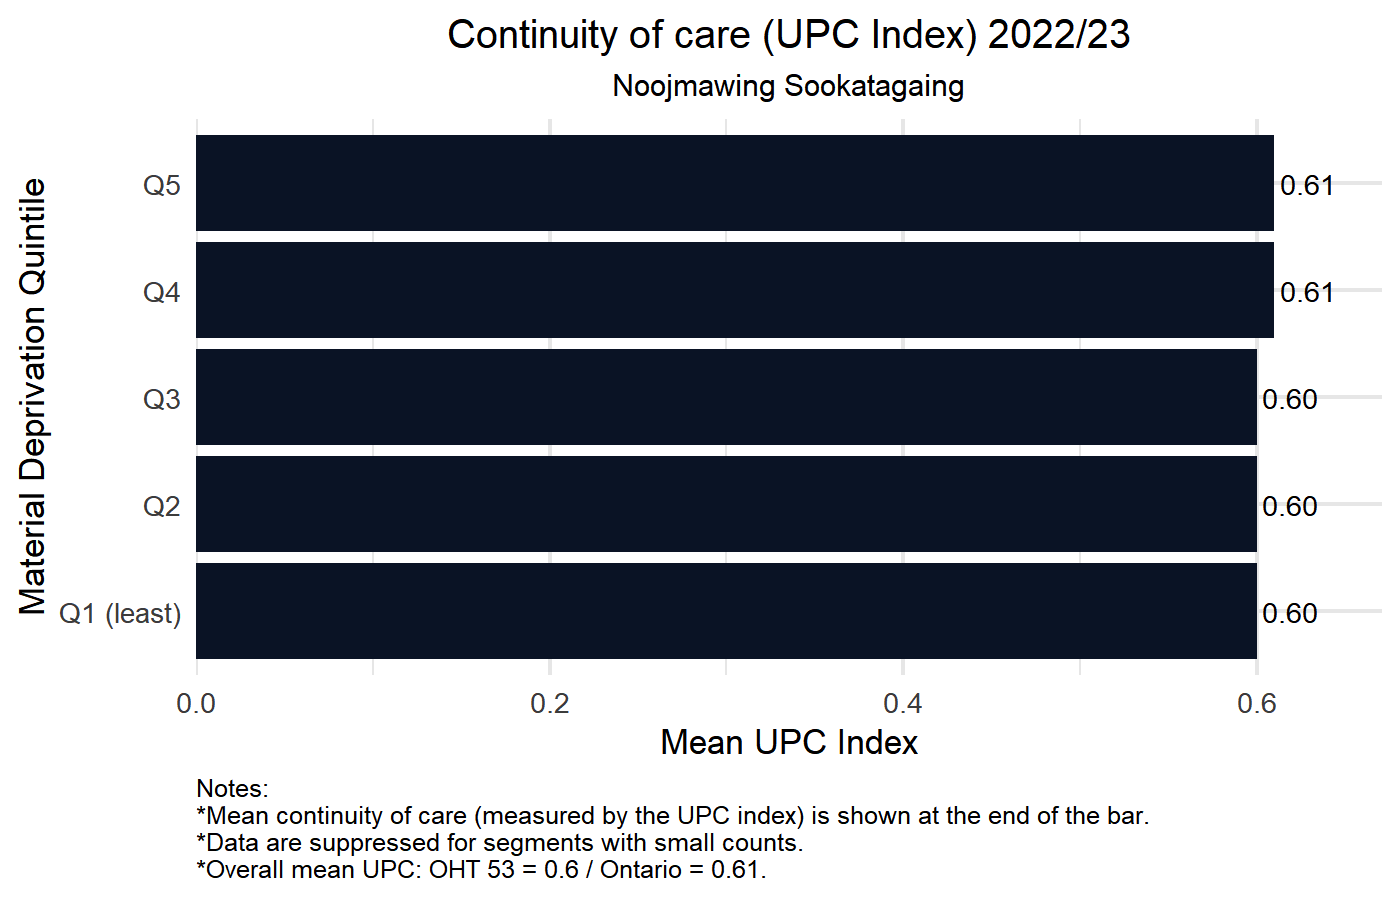 Continuity of care (UPC Index) 2022/23
Noojmawing Sookatagaing
Material Deprivation Quintile
Q5
0.61
Q4
0.61
Q3
0.60
Q2
0.60
Q1 (least)
0.60
0.0
0.2
0.4
0.6
Mean UPC Index
Notes:
*Mean continuity of care (measured by the UPC index) is shown at the end of the bar.
*Data are suppressed for segments with small counts.
*Overall mean UPC: OHT 53 = 0.6 / Ontario = 0.61.